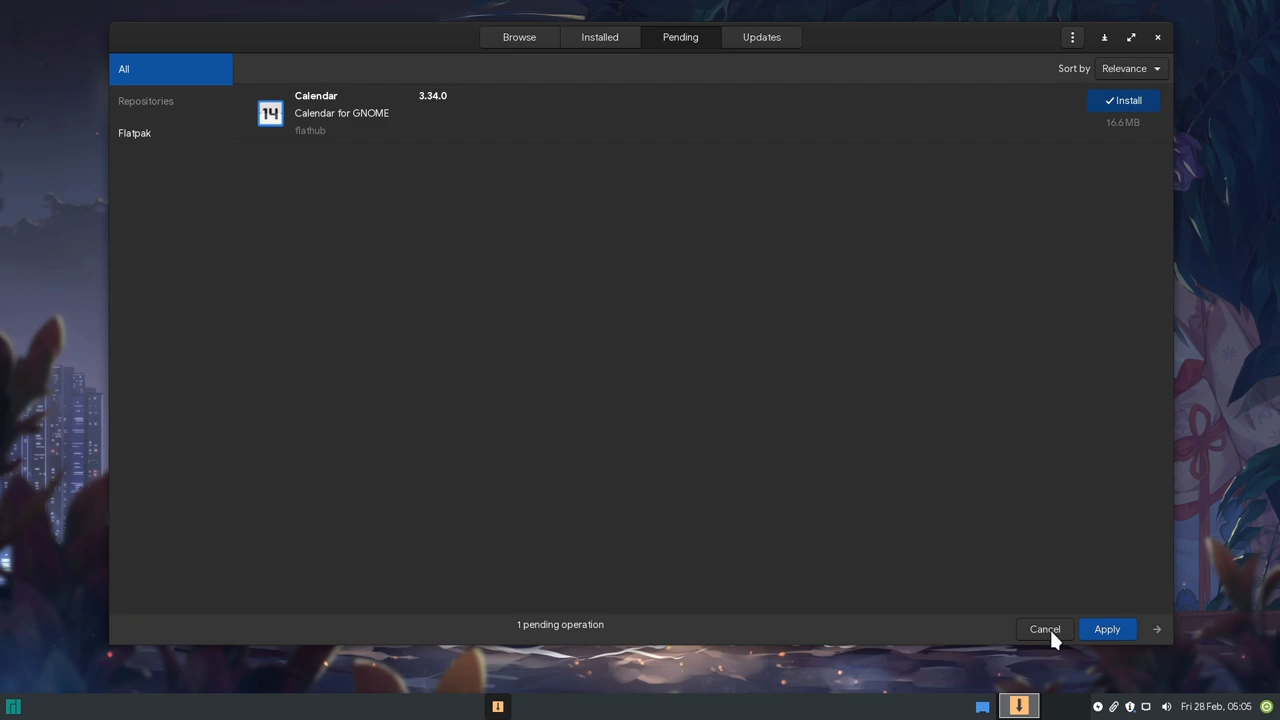 Browse
Installed
Pending
Updates
All
Sort by
Relevance
Repositories
Flatpak
14
Calendar
3.34.0
Install
Calendar for GNOME
16.6 MB
flathub
1 pending operation
Cancel
Apply
Fri 28 Feb, 05:05